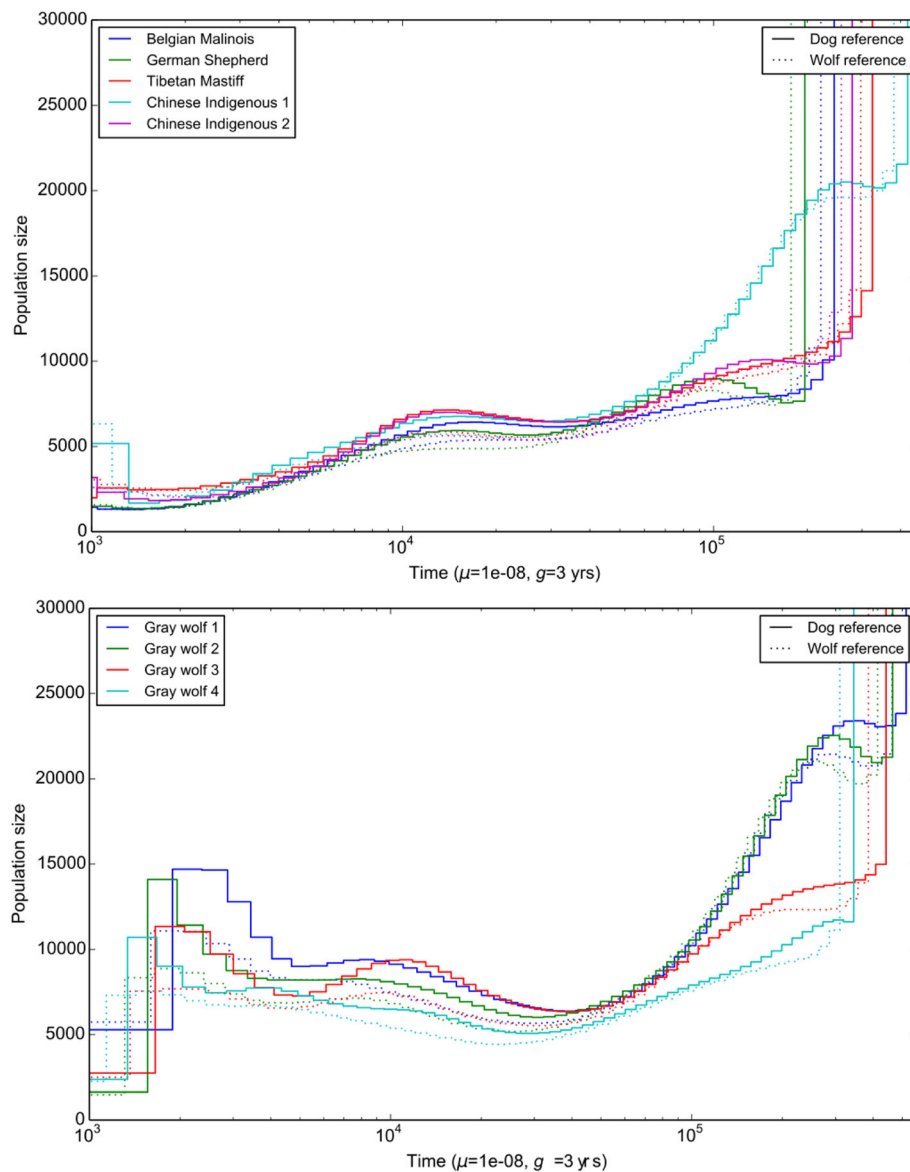 30000
25000
20000
15000
10000
5000
0
Population size
Belgian Malinois
German Shepherd
Tibetan Mastiff
Chinese Indigenous 1
Chinese Indigenous 2
Dog reference
Wolf reference
10³
10⁴
10⁵
Time (μ=1e-08, g=3 yrs)
30000
25000
20000
15000
10000
5000
0
Population size
Gray wolf 1
Gray wolf 2
Gray wolf 3
Gray wolf 4
Dog reference
Wolf reference
10³
10⁴
10⁵
Time (μ=1e-08, g =3 yrs)